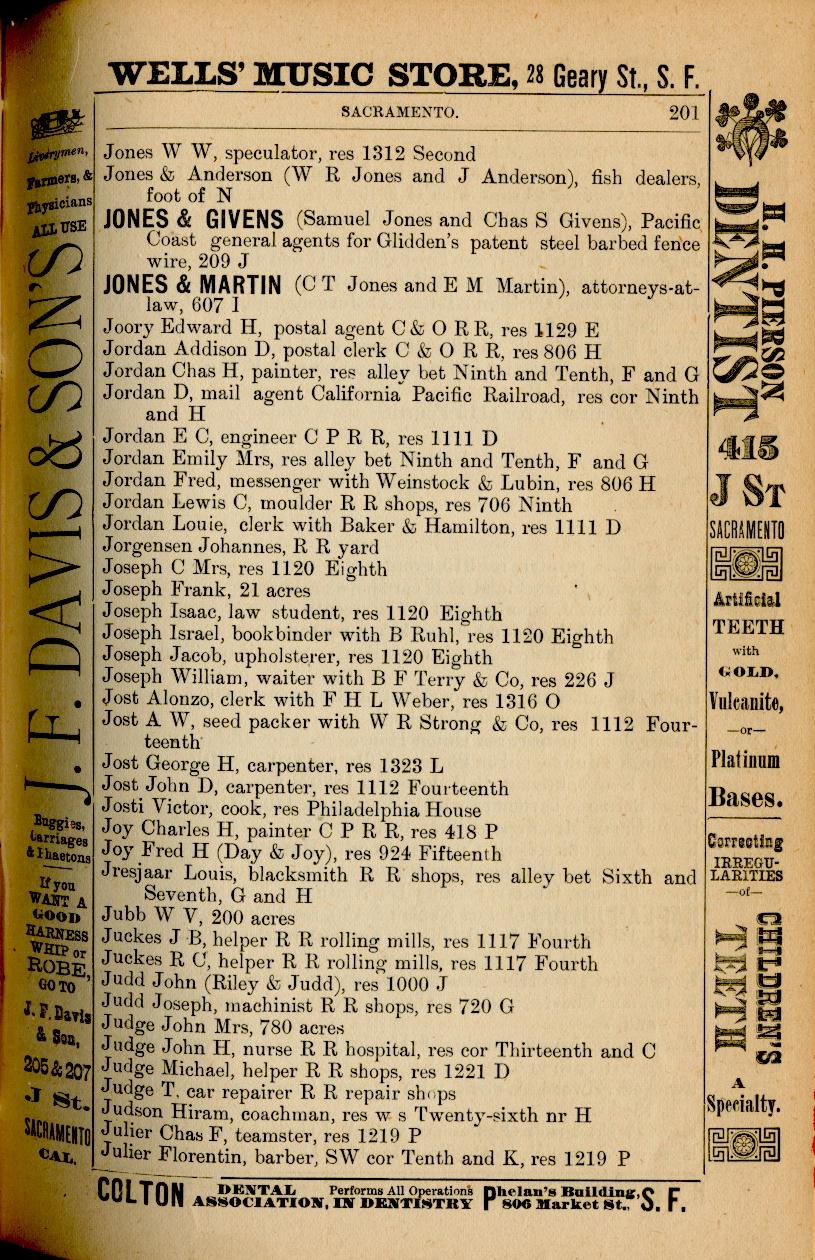 WELLS' MUSIC STORE, 28 Geary St., S. F.
SACRAMENTO. 201
Jones W W, speculator, res 1312 Second
Jones & Anderson (W R Jones and J Anderson), fish dealers,
foot of N
JONES & GIVENS (Samuel Jones and Chas S Givens), Pacific
Coast general agents for Glidden's patent steel barbed fence
wire, 209 J
JONES & MARTIN (C T Jones and E M Martin), attorneys-at-
law, 607 I
Joory Edward H, postal agent C & O R R, res 1129 E
Jordan Addison D, postal clerk C & O R R, res 806 H
Jordan Chas H, painter, res alley bet Ninth and Tenth, F and G
Jordan D, mail agent California Pacific Railroad, res cor Ninth
and H
Jordan E C, engineer C P R R, res 1111 D
Jordan Emily Mrs, res alley bet Ninth and Tenth, F and G
Jordan Fred, messenger with Weinstock & Lubin, res 806 H
Jordan Lewis C, moulder R R shops, res 706 Ninth
Jordan Louie, clerk with Baker & Hamilton, res 1111 D
Jorgensen Johannes, R R yard
Joseph C Mrs, res 1120 Eighth
Joseph Frank, 21 acres
Joseph Isaac, law student, res 1120 Eighth
Joseph Israel, bookbinder with B Ruhl, res 1120 Eighth
Joseph Jacob, upholsterer, res 1120 Eighth
Joseph William, waiter with B F Terry & Co, res 226 J
Jost Alonzo, clerk with F H L Weber, res 1316 O
Jost A W, seed packer with W R Strong & Co, res 1112 Four-
teenth
Jost George H, carpenter, res 1323 L
Jost John D, carpenter, res 1112 Fourteenth
Josti Victor, cook, res Philadelphia House
Joy Charles H, painter C P R R, res 418 P
Joy Fred H (Day & Joy), res 924 Fifteenth
Jresjaar Louis, blacksmith R R shops, res alley bet Sixth and
Seventh, G and H
Jubb W V, 200 acres
Juckes J B, helper R R rolling mills, res 1117 Fourth
Juckes R C, helper R R rolling mills, res 1117 Fourth
Judd John (Riley & Judd), res 1000 J
Judd Joseph, machinist R R shops, res 720 G
Judge John Mrs, 780 acres
Judge John H, nurse R R hospital, res cor Thirteenth and C
Judge Michael, helper R R shops, res 1221 D
Judge T, car repairer R R repair shops
Judson Hiram, coachman, res w s Twenty-sixth nr H
Julier Chas F, teamster, res 1219 P
Julier Florentin, barber, SW cor Tenth and K, res 1219 P
Liverymen,
Farmers, &
Physicians
ALL USE
J. F. DAVIS & SON'S
Buggies,
Carriages
& Phaetons
If you
WANT A
GOOD
HARNESS
WHIP or
ROBE,
GO TO
J. F. Davis
& Son,
205 & 207
J St.
SACRAMENTO
CAL.
H. H. PIERSON
DENTIST
415
J ST
SACRAMENTO
Artificial
TEETH
with
GOLD,
Vulcanite,
—or—
Platinum
Bases.
Correcting
IRREGU-
LARITIES
—of—
CHILDREN'S
TEETH
A
Specialty.
COLTON DENTAL ASSOCIATION, Performs All Operations IN DENTISTRY Phelan's Building, 806 Market St., S. F.